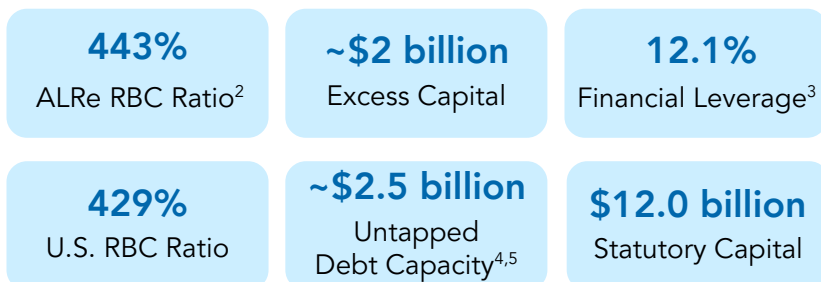 443%
ALRe RBC Ratio2
~$2 billion
Excess Capital
12.1%
Financial Leverage3
429%
U.S. RBC Ratio
~$2.5 billion
Untapped
Debt Capacity4,5
$12.0 billion
Statutory Capital